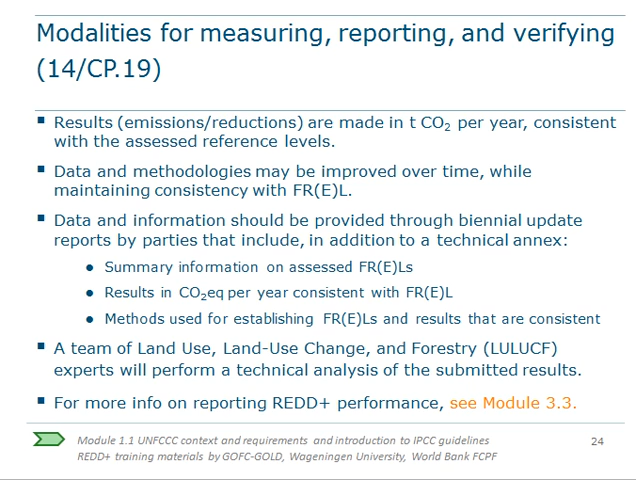 Modalities for measuring, reporting, and verifying
(14/CP.19)
▪ Results (emissions/reductions) are made in t CO₂ per year, consistent
with the assessed reference levels.
▪ Data and methodologies may be improved over time, while
maintaining consistency with FR(E)L.
▪ Data and information should be provided through biennial update
reports by parties that include, in addition to a technical annex:
● Summary information on assessed FR(E)Ls
● Results in CO₂eq per year consistent with FR(E)L
● Methods used for establishing FR(E)Ls and results that are consistent
▪ A team of Land Use, Land-Use Change, and Forestry (LULUCF)
experts will perform a technical analysis of the submitted results.
▪ For more info on reporting REDD+ performance, see Module 3.3.
Module 1.1 UNFCCC context and requirements and introduction to IPCC guidelines
REDD+ training materials by GOFC-GOLD, Wageningen University, World Bank FCPF
24